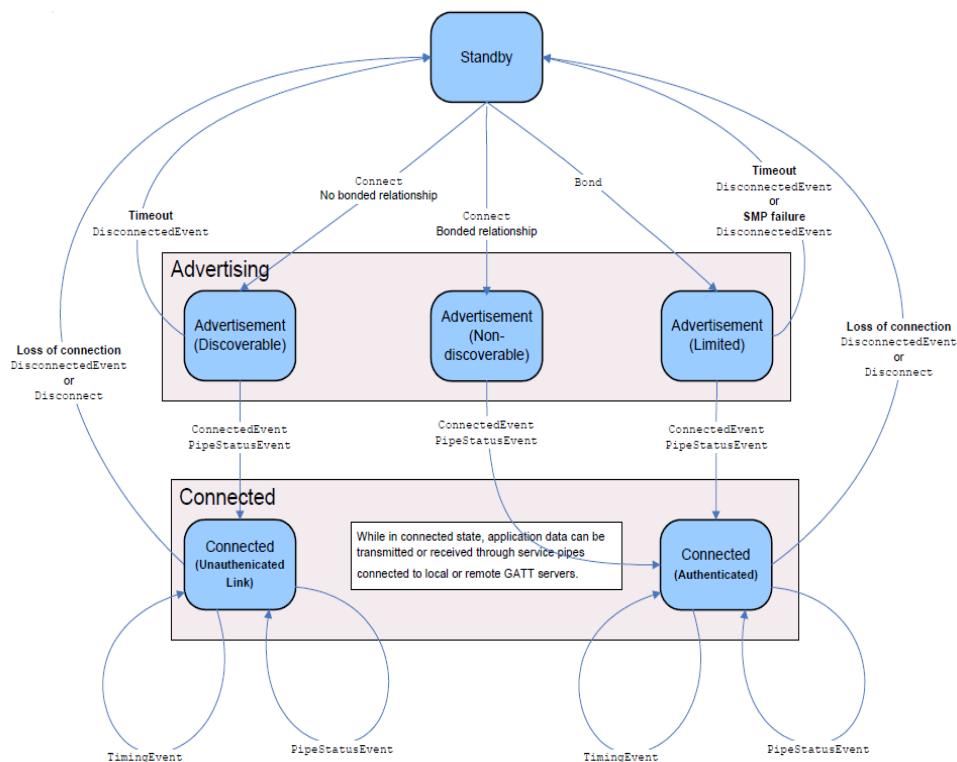 Standby
Connect
No bonded relationship
Connect
Bonded relationship
Bond
Timeout
DisconnectedEvent
or
SMP failure
DisconnectedEvent
Timeout
DisconnectedEvent
Advertising
Advertisement
(Discoverable)
Advertisement
(Non-
discoverable)
Advertisement
(Limited)
Loss of connection
DisconnectedEvent
or
Disconnect
Loss of connection
DisconnectedEvent
or
Disconnect
ConnectedEvent
PipeStatusEvent
ConnectedEvent
PipeStatusEvent
ConnectedEvent
PipeStatusEvent
Connected
Connected
(Unauthenicated
Link)
While in connected state, application data can be
transmitted or received through service pipes
connected to local or remote GATT servers.
Connected
(Authenticated)
TimingEvent
PipeStatusEvent
TimingEvent
PipeStatusEvent